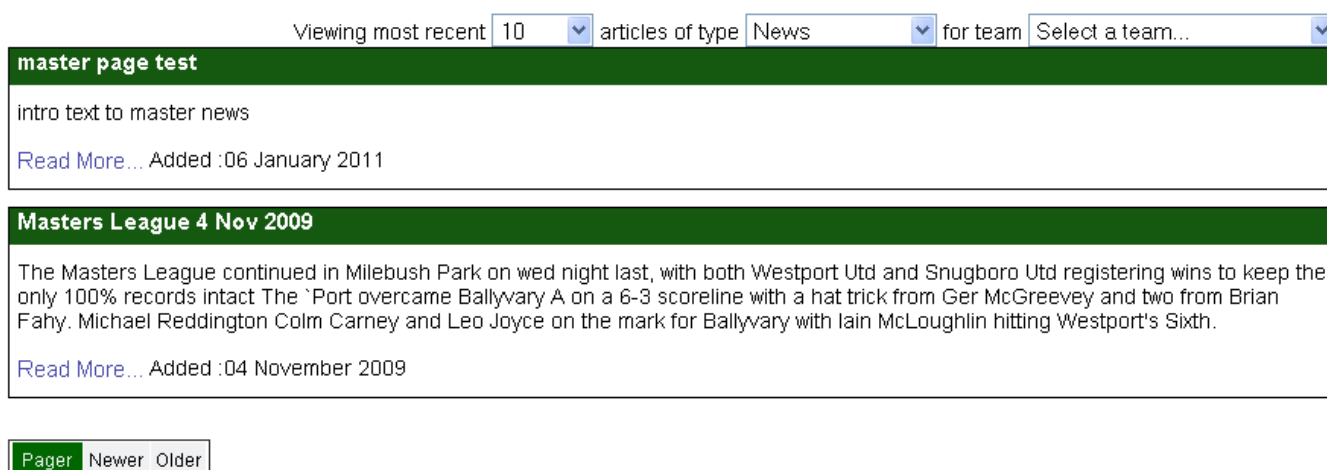 Viewing most recent 10 articles of type News for team Select a team...
master page test
intro text to master news
Read More... Added :06 January 2011
Masters League 4 Nov 2009
The Masters League continued in Milebush Park on wed night last, with both Westport Utd and Snugboro Utd registering wins to keep the
only 100% records intact The `Port overcame Ballyvary A on a 6-3 scoreline with a hat trick from Ger McGreevey and two from Brian
Fahy. Michael Reddington Colm Carney and Leo Joyce on the mark for Ballyvary with Iain McLoughlin hitting Westport's Sixth.
Read More... Added :04 November 2009
Pager Newer Older